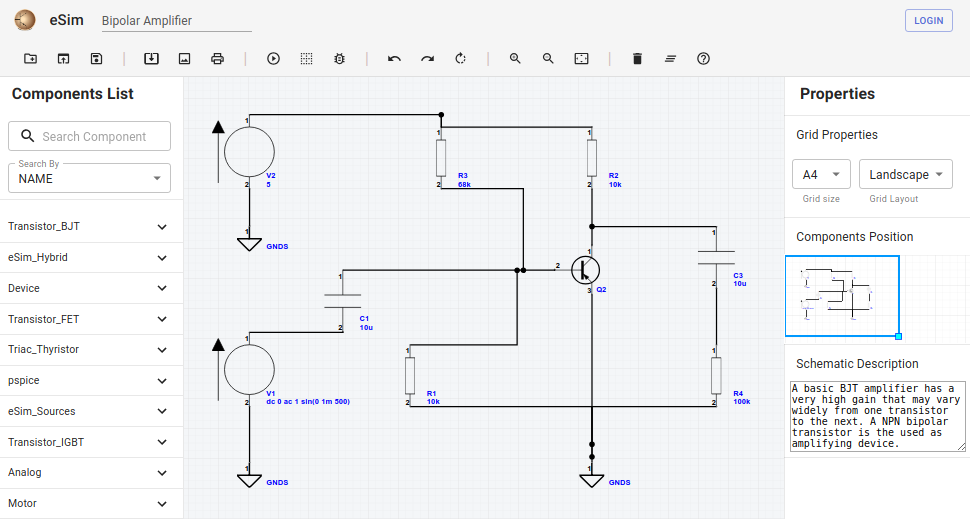 eSim
Bipolar Amplifier
LOGIN
Components List
Search Component
Search By
NAME
Transistor_BJT
eSim_Hybrid
Device
Transistor_FET
Triac_Thyristor
pspice
eSim_Sources
Transistor_IGBT
Analog
Motor
1
2
V2
5
1
GNDS
1
2
R3
68k
1
2
R2
10k
1
2
C1
10u
1
2
3
Q2
1
2
C3
10u
1
2
V1
dc 0 ac 1 sin(0 1m 500)
1
GNDS
1
2
R1
10k
1
2
R4
100k
1
GNDS
Properties
Grid Properties
A4
Landscape
Grid size
Grid Layout
Components Position
Schematic Description
A basic BJT amplifier has a
very high gain that may vary
widely from one transistor
to the next. A NPN bipolar
transistor is the used as
amplifying device.